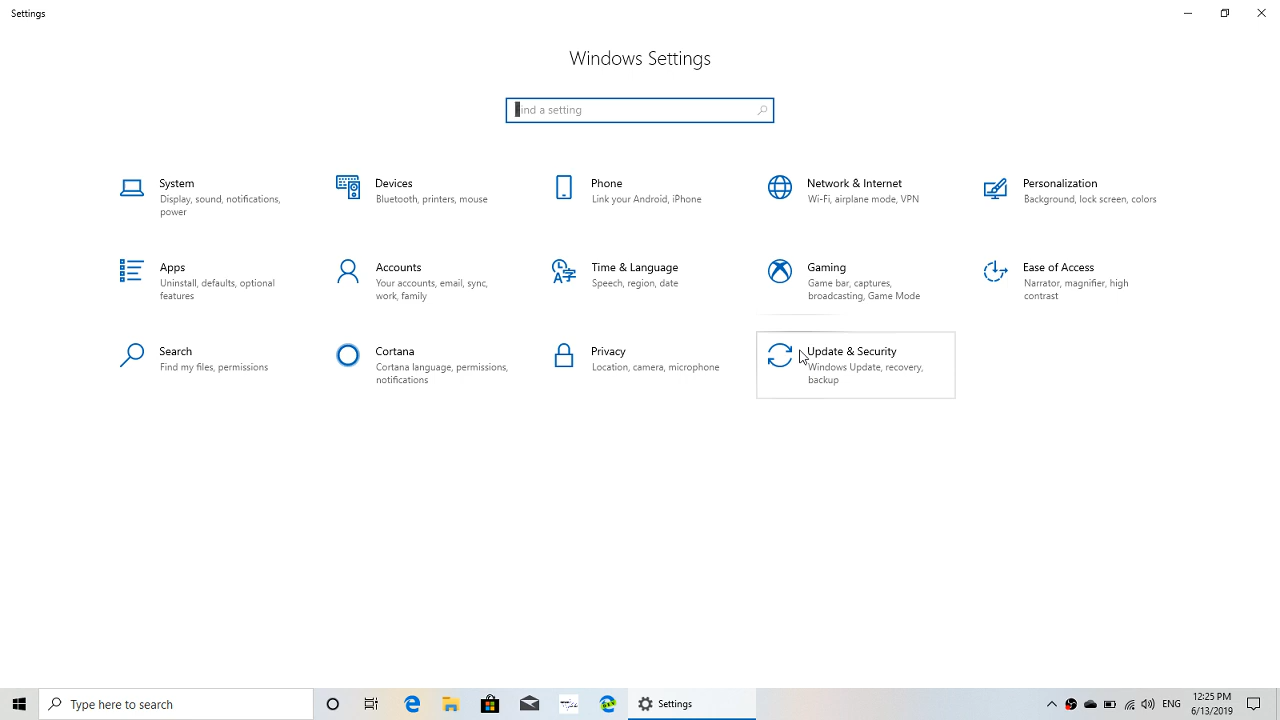 Settings
Windows Settings
Find a setting
System
Display, sound, notifications,
power
Devices
Bluetooth, printers, mouse
Phone
Link your Android, iPhone
Network & Internet
Wi-Fi, airplane mode, VPN
Personalization
Background, lock screen, colors
Apps
Uninstall, defaults, optional
features
Accounts
Your accounts, email, sync,
work, family
Time & Language
Speech, region, date
Gaming
Game bar, captures,
broadcasting, Game Mode
Ease of Access
Narrator, magnifier, high
contrast
Search
Find my files, permissions
Cortana
Cortana language, permissions,
notifications
Privacy
Location, camera, microphone
Update & Security
Windows Update, recovery,
backup
Type here to search
Settings
ENG
12:25 PM
6/13/2019